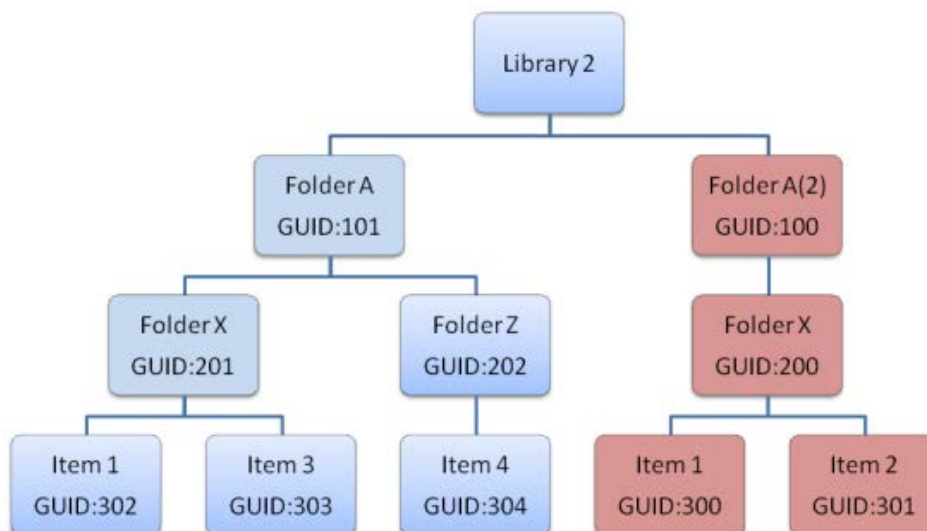 Library 2
Folder A
GUID:101
Folder A(2)
GUID:100
Folder X
GUID:201
Folder Z
GUID:202
Folder X
GUID:200
Item 1
GUID:302
Item 3
GUID:303
Item 4
GUID:304
Item 1
GUID:300
Item 2
GUID:301